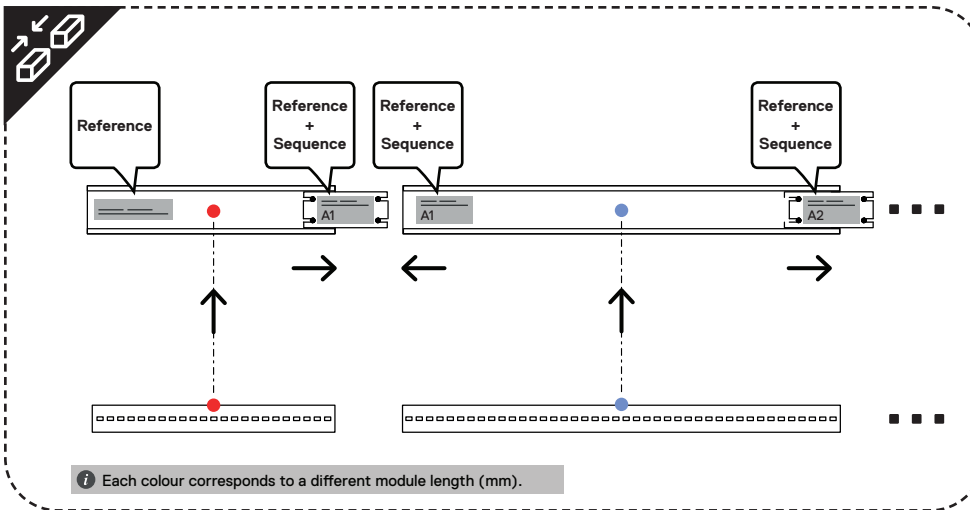 Reference
Reference
+
Sequence
Reference
+
Sequence
Reference
+
Sequence
A1
A1
A2
i Each colour corresponds to a different module length (mm).